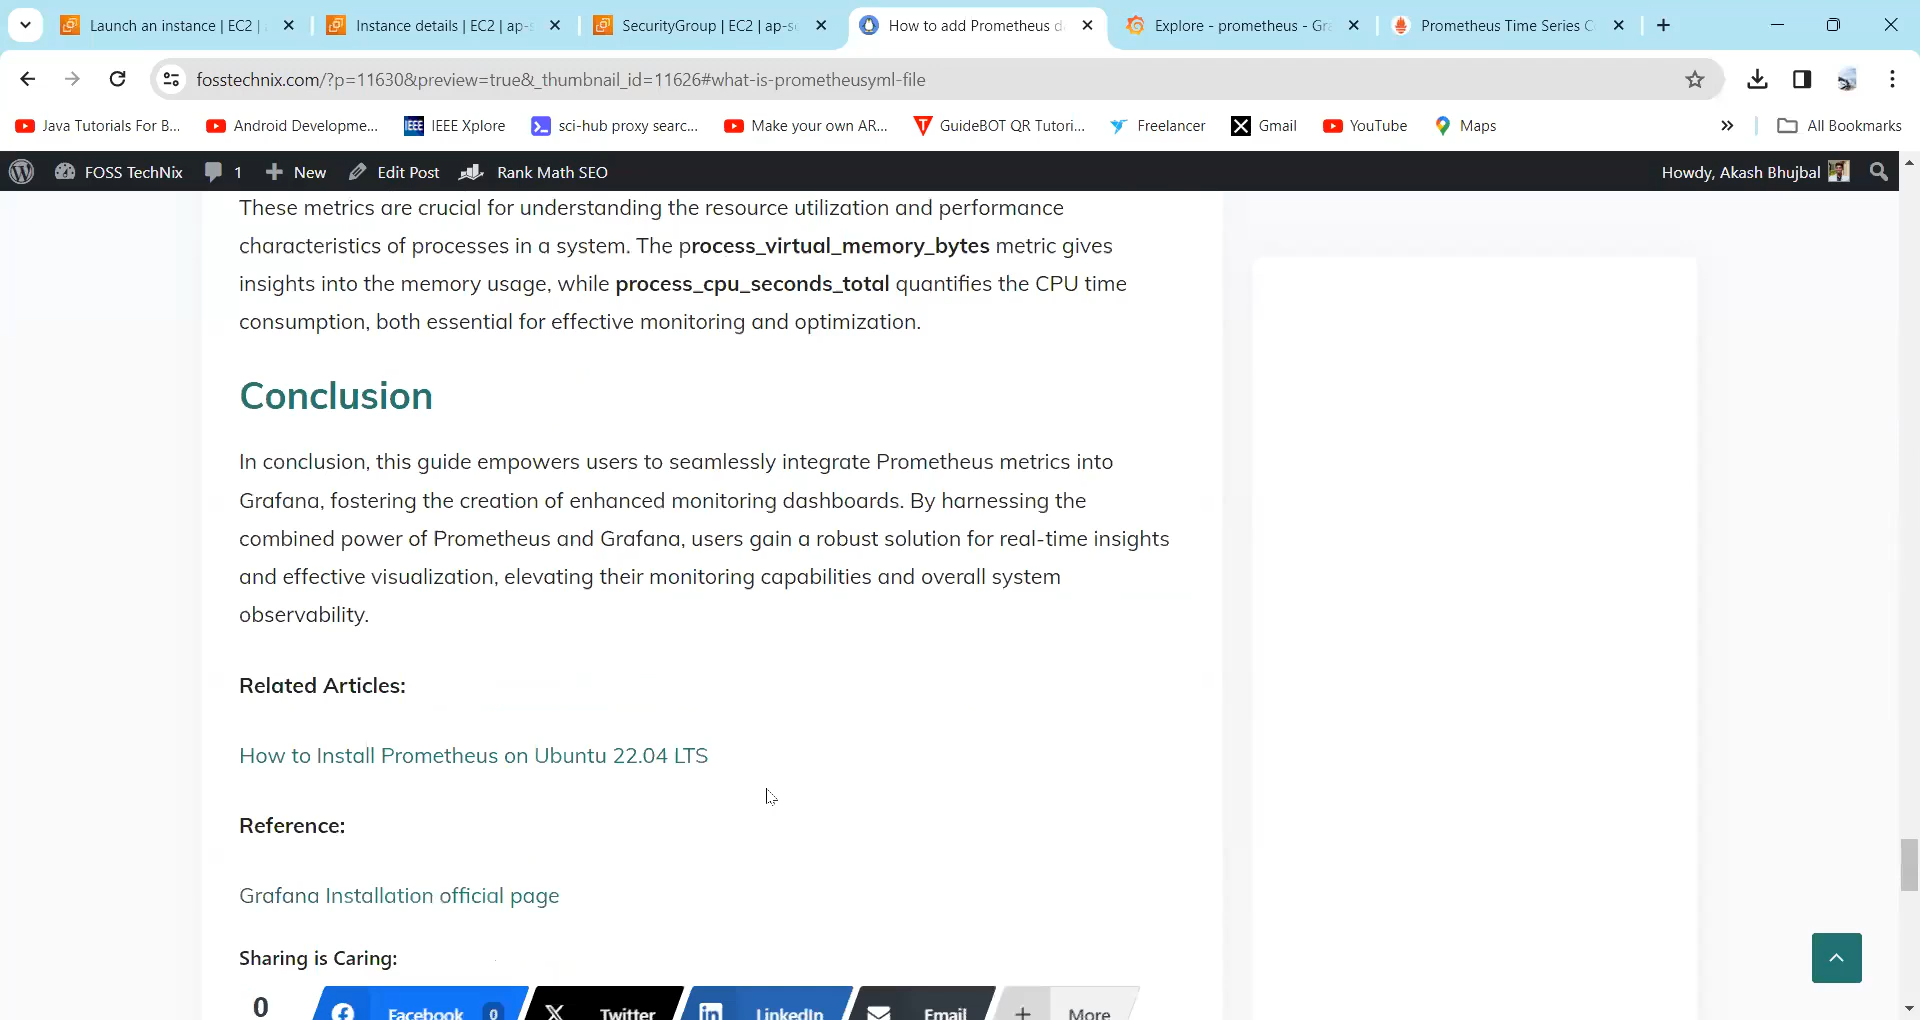 Launch an instance | EC2 |
Instance details | EC2 | ap-s
SecurityGroup | EC2 | ap-so
How to add Prometheus d
Explore - prometheus - Gra
Prometheus Time Series C
fosstechnix.com/?p=11630&preview=true&_thumbnail_id=11626#what-is-prometheusyml-file
Java Tutorials For B...
Android Developme...
IEEE IEEE Xplore
sci-hub proxy searc...
Make your own AR...
GuideBOT QR Tutori...
Freelancer
Gmail
YouTube
Maps
»
All Bookmarks
FOSS TechNix
1
New
Edit Post
Rank Math SEO
Howdy, Akash Bhujbal
These metrics are crucial for understanding the resource utilization and performance
characteristics of processes in a system. The process_virtual_memory_bytes metric gives
insights into the memory usage, while process_cpu_seconds_total quantifies the CPU time
consumption, both essential for effective monitoring and optimization.
Conclusion
In conclusion, this guide empowers users to seamlessly integrate Prometheus metrics into
Grafana, fostering the creation of enhanced monitoring dashboards. By harnessing the
combined power of Prometheus and Grafana, users gain a robust solution for real-time insights
and effective visualization, elevating their monitoring capabilities and overall system
observability.
Related Articles:
How to Install Prometheus on Ubuntu 22.04 LTS
Reference:
Grafana Installation official page
Sharing is Caring:
0
Facebook 0
Twitter
LinkedIn
Email
More